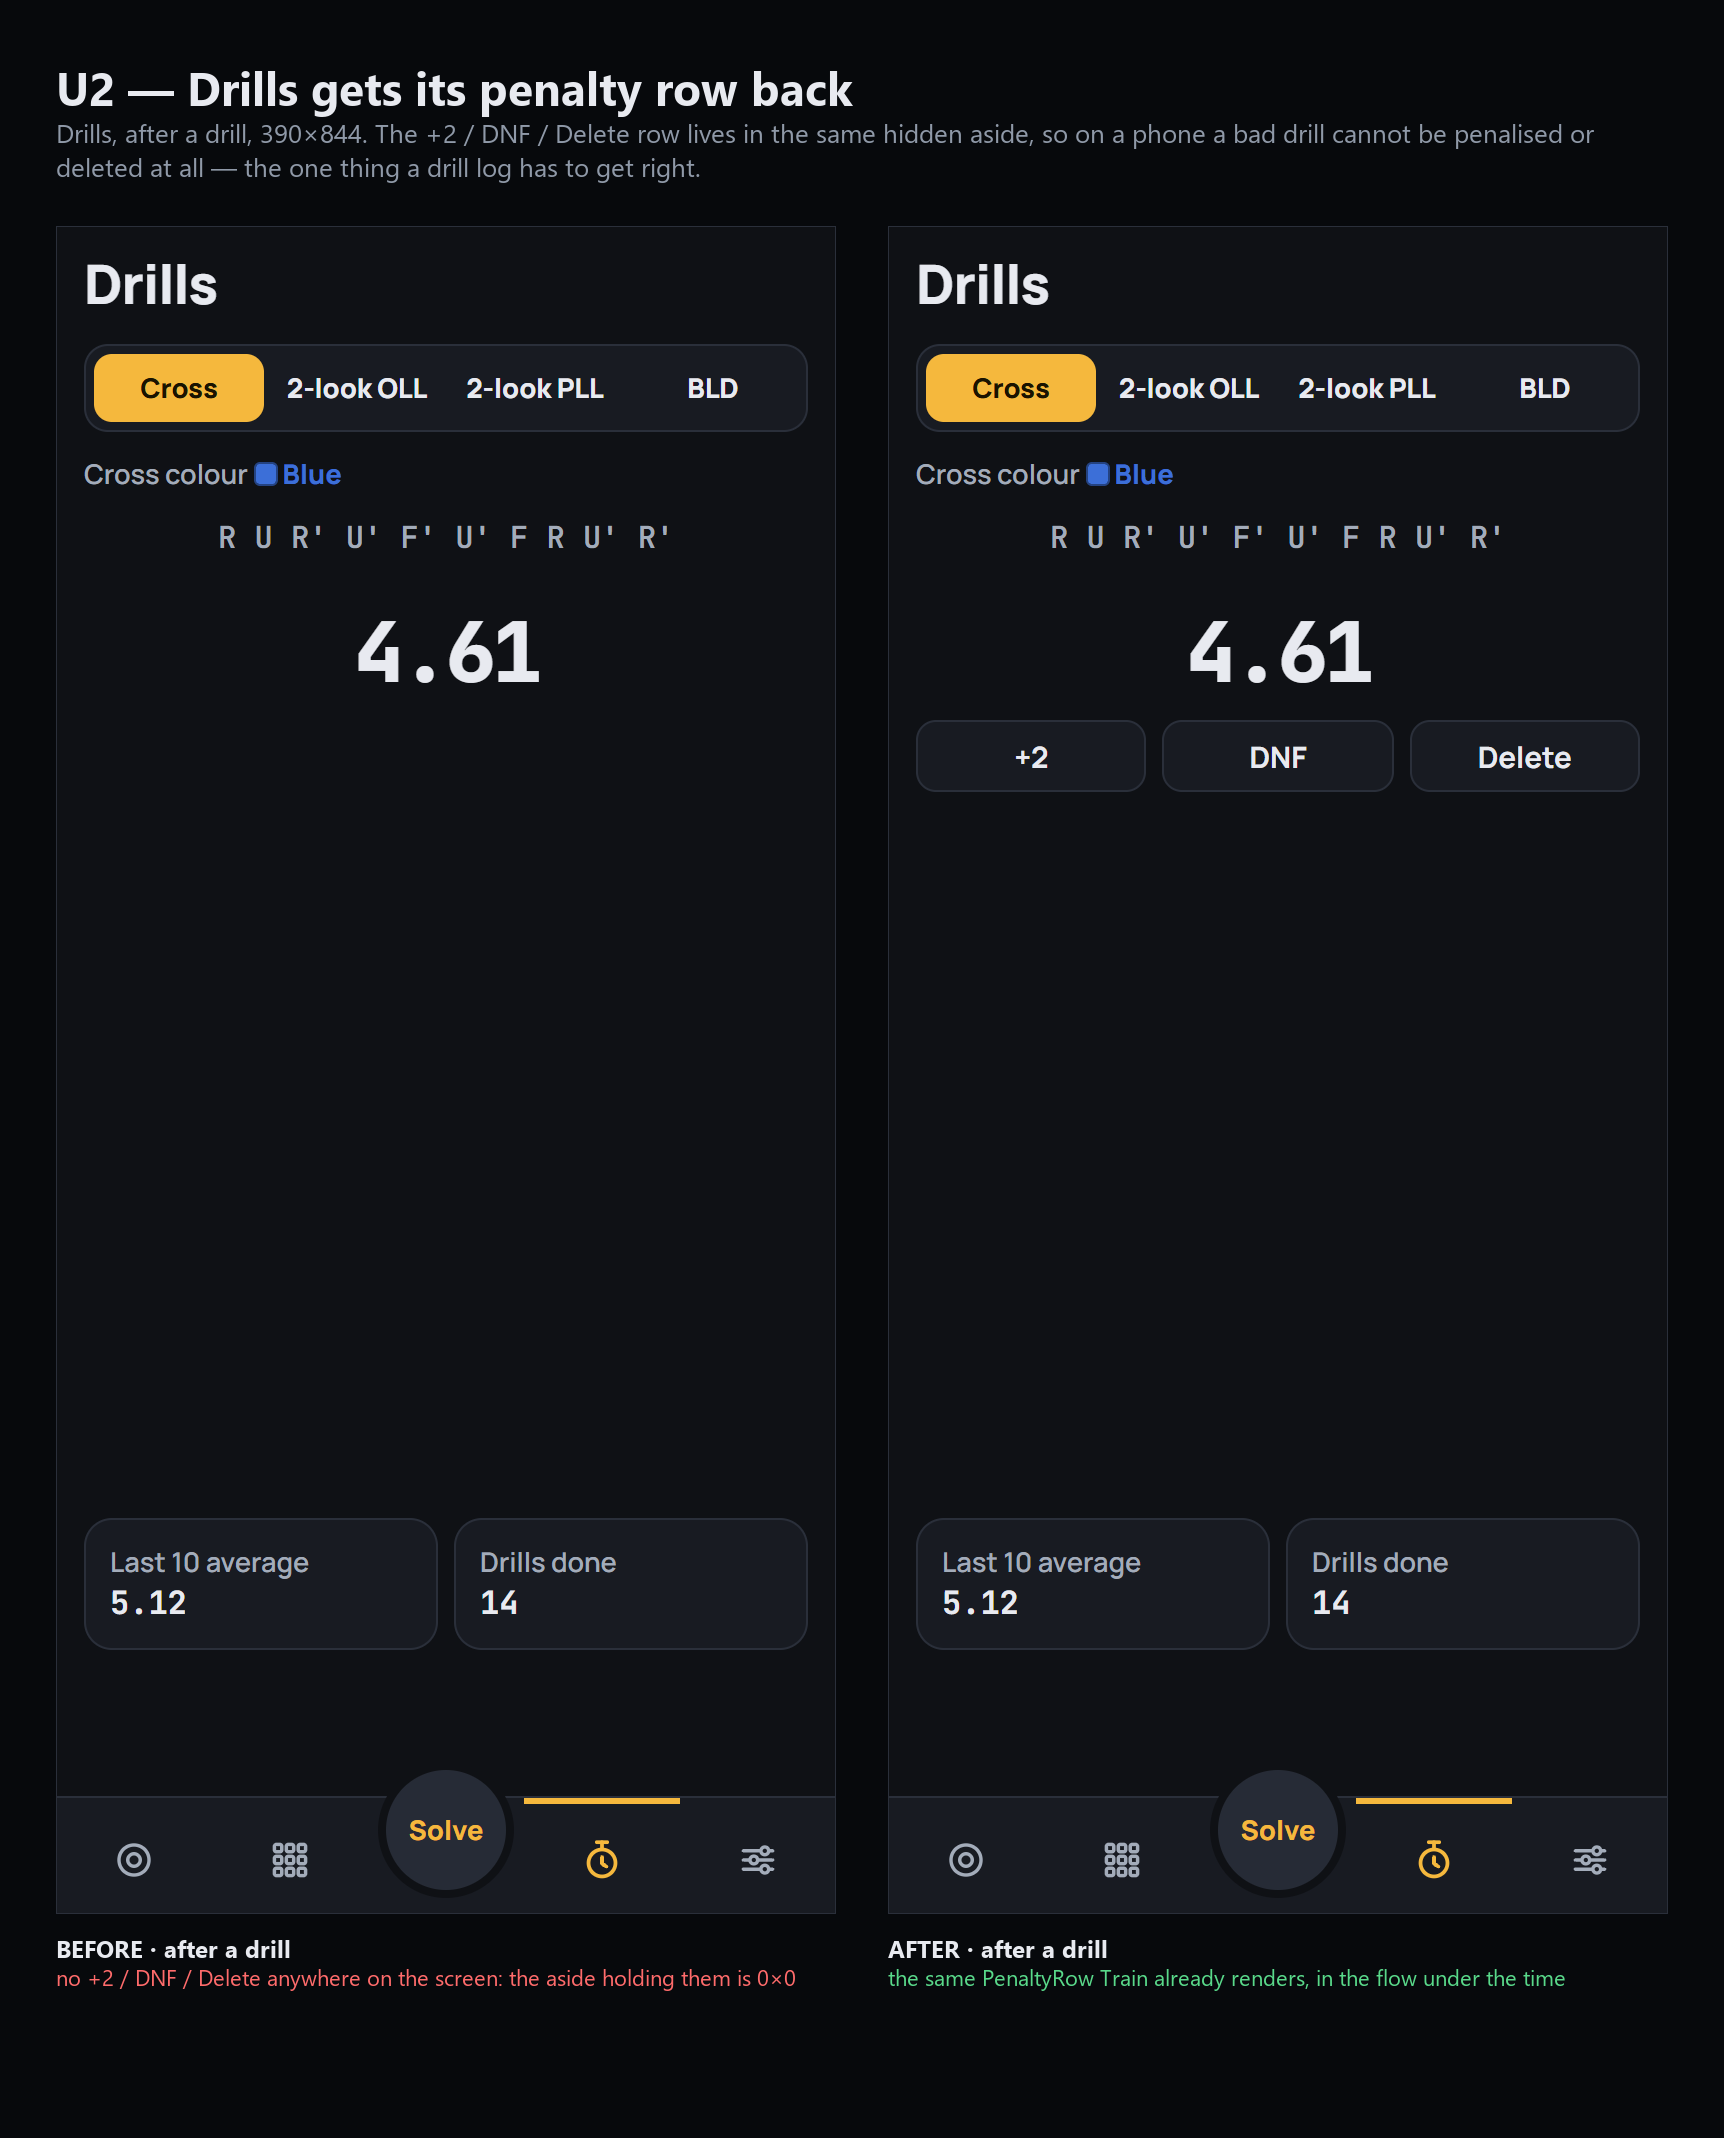 U2 — Drills gets its penalty row back
Drills, after a drill, 390×844. The +2 / DNF / Delete row lives in the same hidden aside, so on a phone a bad drill cannot be penalised or
deleted at all — the one thing a drill log has to get right.
Drills
Cross 2-look OLL 2-look PLL BLD
Cross colour Blue
R U R' U' F' U' F R U' R'
4.61
Last 10 average
5.12
Drills done
14
Solve
BEFORE · after a drill
no +2 / DNF / Delete anywhere on the screen: the aside holding them is 0×0
Drills
Cross 2-look OLL 2-look PLL BLD
Cross colour Blue
R U R' U' F' U' F R U' R'
4.61
+2 DNF Delete
Last 10 average
5.12
Drills done
14
Solve
AFTER · after a drill
the same PenaltyRow Train already renders, in the flow under the time